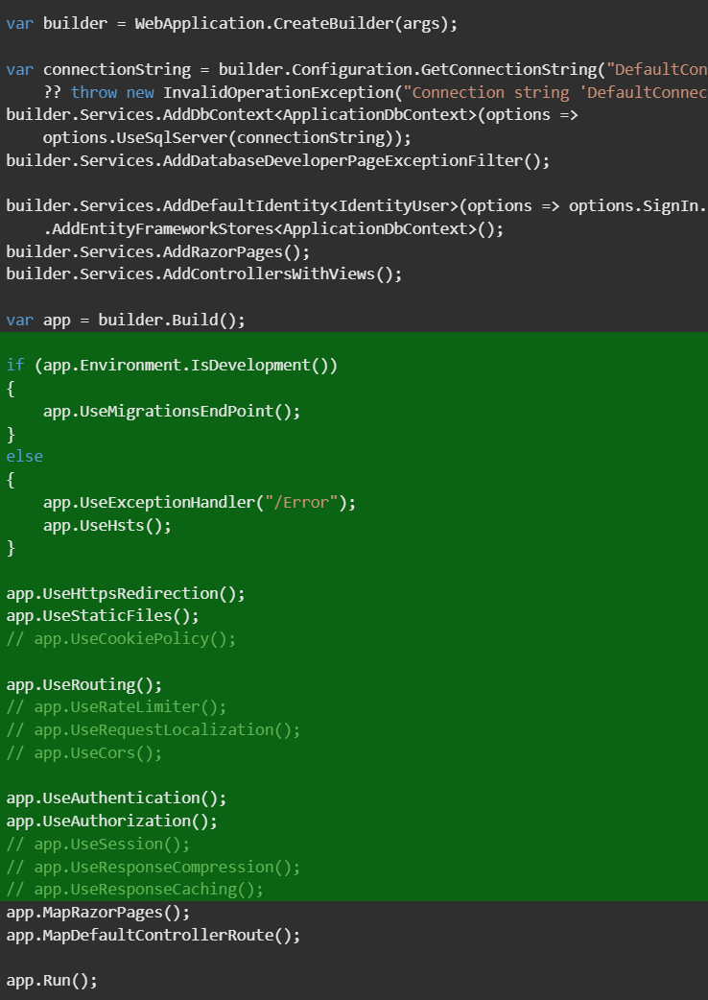 var builder = WebApplication.CreateBuilder(args);
var connectionString = builder.Configuration.GetConnectionString("DefaultCon
?? throw new InvalidOperationException("Connection string 'DefaultConnec
builder.Services.AddDbContext<ApplicationDbContext>(options =>
options.UseSqlServer(connectionString));
builder.Services.AddDatabaseDeveloperPageExceptionFilter();
builder.Services.AddDefaultIdentity<IdentityUser>(options => options.SignIn.
.AddEntityFrameworkStores<ApplicationDbContext>();
builder.Services.AddRazorPages();
builder.Services.AddControllersWithViews();
var app = builder.Build();
if (app.Environment.IsDevelopment())
{
app.UseMigrationsEndPoint();
}
else
{
app.UseExceptionHandler("/Error");
app.UseHsts();
}
app.UseHttpsRedirection();
app.UseStaticFiles();
// app.UseCookiePolicy();
app.UseRouting();
// app.UseRateLimiter();
// app.UseRequestLocalization();
// app.UseCors();
app.UseAuthentication();
app.UseAuthorization();
// app.UseSession();
// app.UseResponseCompression();
// app.UseResponseCaching();
app.MapRazorPages();
app.MapDefaultControllerRoute();
app.Run();